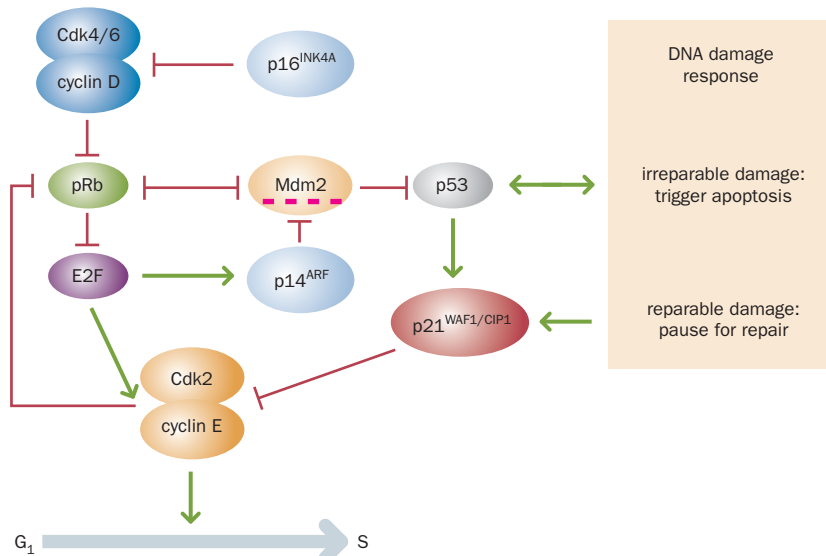 Cdk4/6
cyclin D
p16INK4A
DNA damage
response
pRb
Mdm2
p53
irreparable damage:
trigger apoptosis
E2F
p14ARF
p21WAF1/CIP1
reparable damage:
pause for repair
Cdk2
cyclin E
G1
S